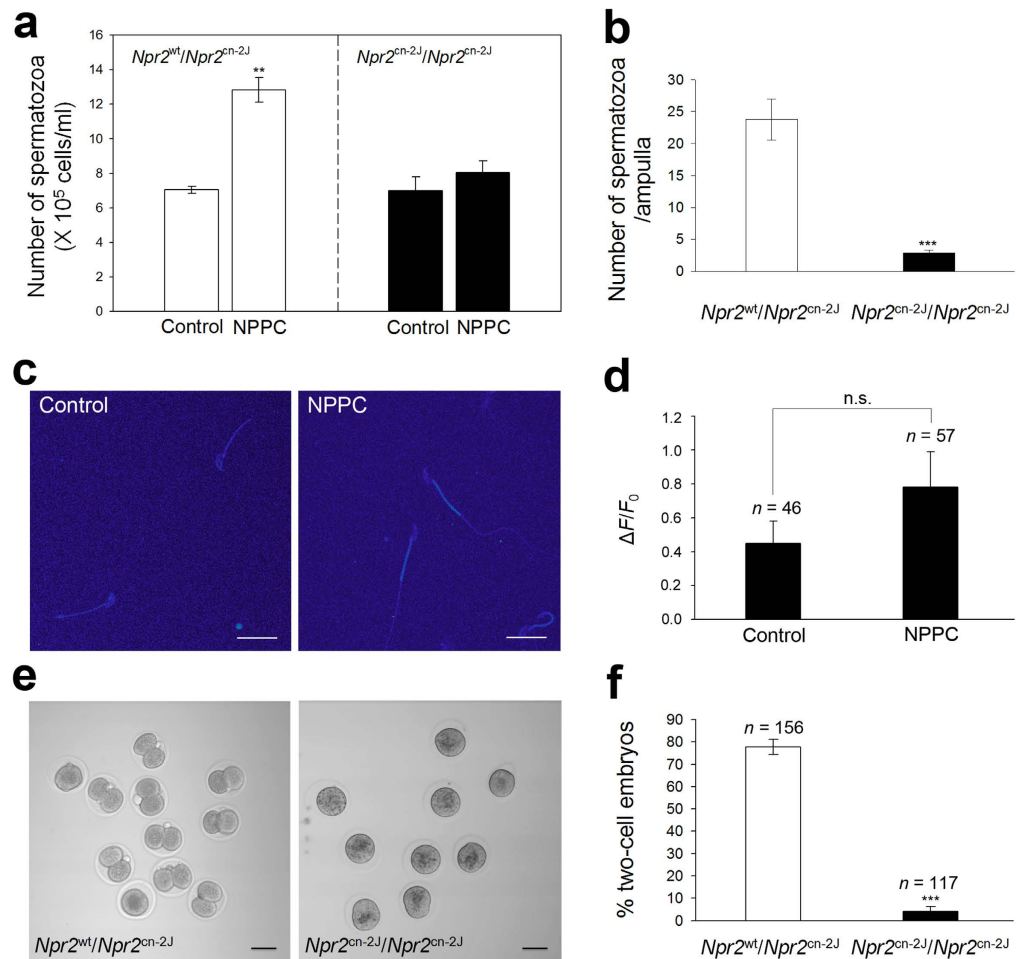 a
Number of spermatozoa
(X 10⁵ cells/ml)
16
14
12
10
8
6
4
2
0
Npr2ʷᵗ/Npr2ᶜⁿ⁻²ᴶ
**
Npr2ᶜⁿ⁻²ᴶ/Npr2ᶜⁿ⁻²ᴶ
Control NPPC
Control NPPC
b
Number of spermatozoa
/ampulla
30
25
20
15
10
5
0
***
Npr2ʷᵗ/Npr2ᶜⁿ⁻²ᴶ Npr2ᶜⁿ⁻²ᴶ/Npr2ᶜⁿ⁻²ᴶ
c
Control
NPPC
d
ΔF/F₀
1.2
1.0
0.8
0.6
0.4
0.2
0.0
n.s.
n = 46
n = 57
Control NPPC
e
Npr2ʷᵗ/Npr2ᶜⁿ⁻²ᴶ
Npr2ᶜⁿ⁻²ᴶ/Npr2ᶜⁿ⁻²ᴶ
f
% two-cell embryos
90
80
70
60
50
40
30
20
10
0
n = 156
n = 117
***
Npr2ʷᵗ/Npr2ᶜⁿ⁻²ᴶ Npr2ᶜⁿ⁻²ᴶ/Npr2ᶜⁿ⁻²ᴶ